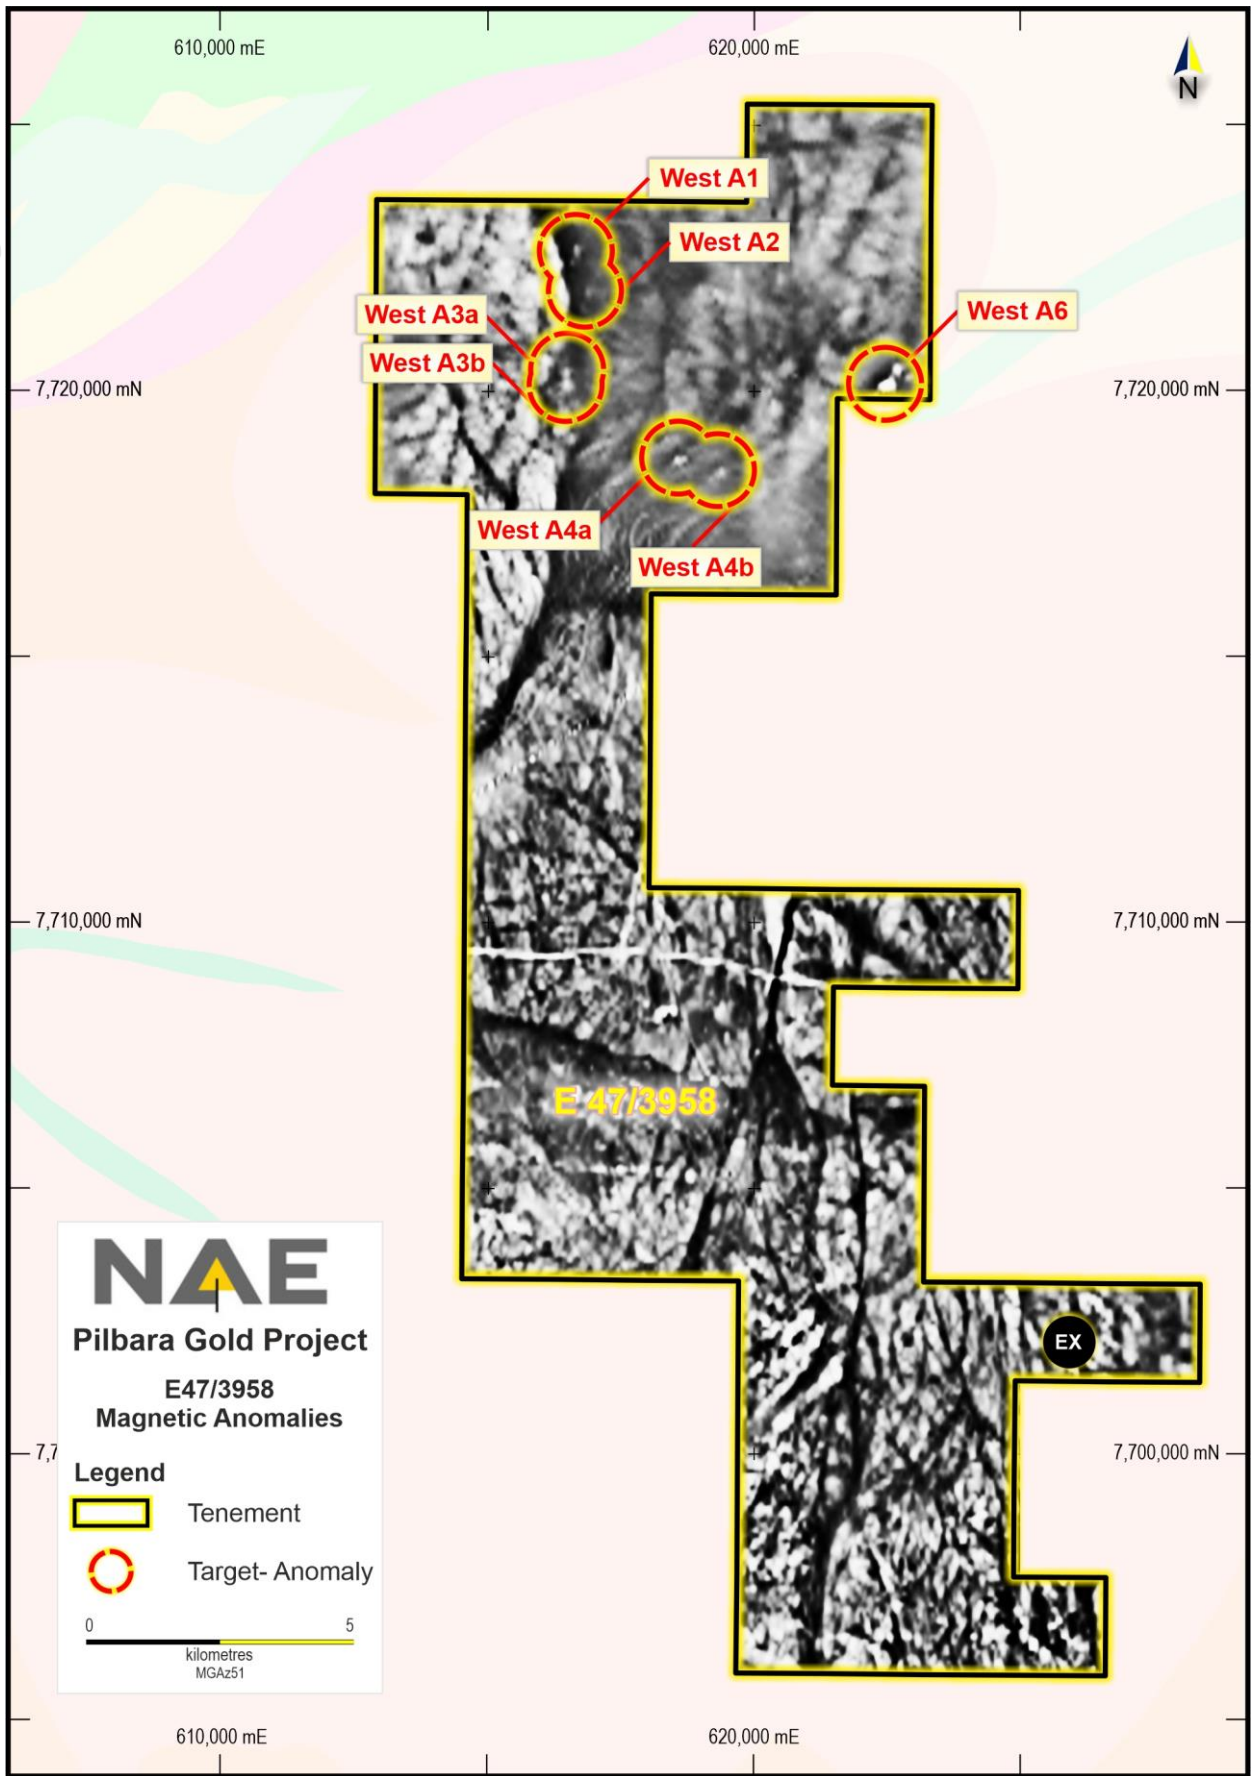 610,000 mE
620,000 mE
N
West A1
West A2
West A3a
West A6
West A3b
7,720,000 mN
7,720,000 mN
West A4a
West A4b
7,710,000 mN
7,710,000 mN
E 47/3958
NAE
Pilbara Gold Project
E47/3958
Magnetic Anomalies
EX
7,7
7,700,000 mN
Legend
Tenement
Target- Anomaly
0
5
kilometres
MGAz51
610,000 mE
620,000 mE